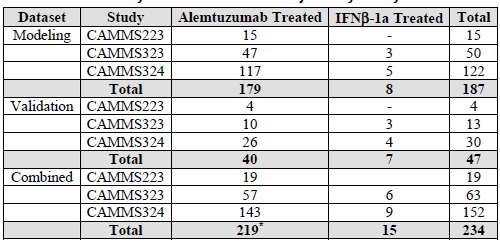 Dataset Study Alemtuzumab Treated IFNβ-1a Treated Total
Modeling CAMMS223 15 - 15
CAMMS323 47 3 50
CAMMS324 117 5 122
Total 179 8 187
Validation CAMMS223 4 - 4
CAMMS323 10 3 13
CAMMS324 26 4 30
Total 40 7 47
Combined CAMMS223 19 19
CAMMS323 57 6 63
CAMMS324 143 9 152
Total 219* 15 234